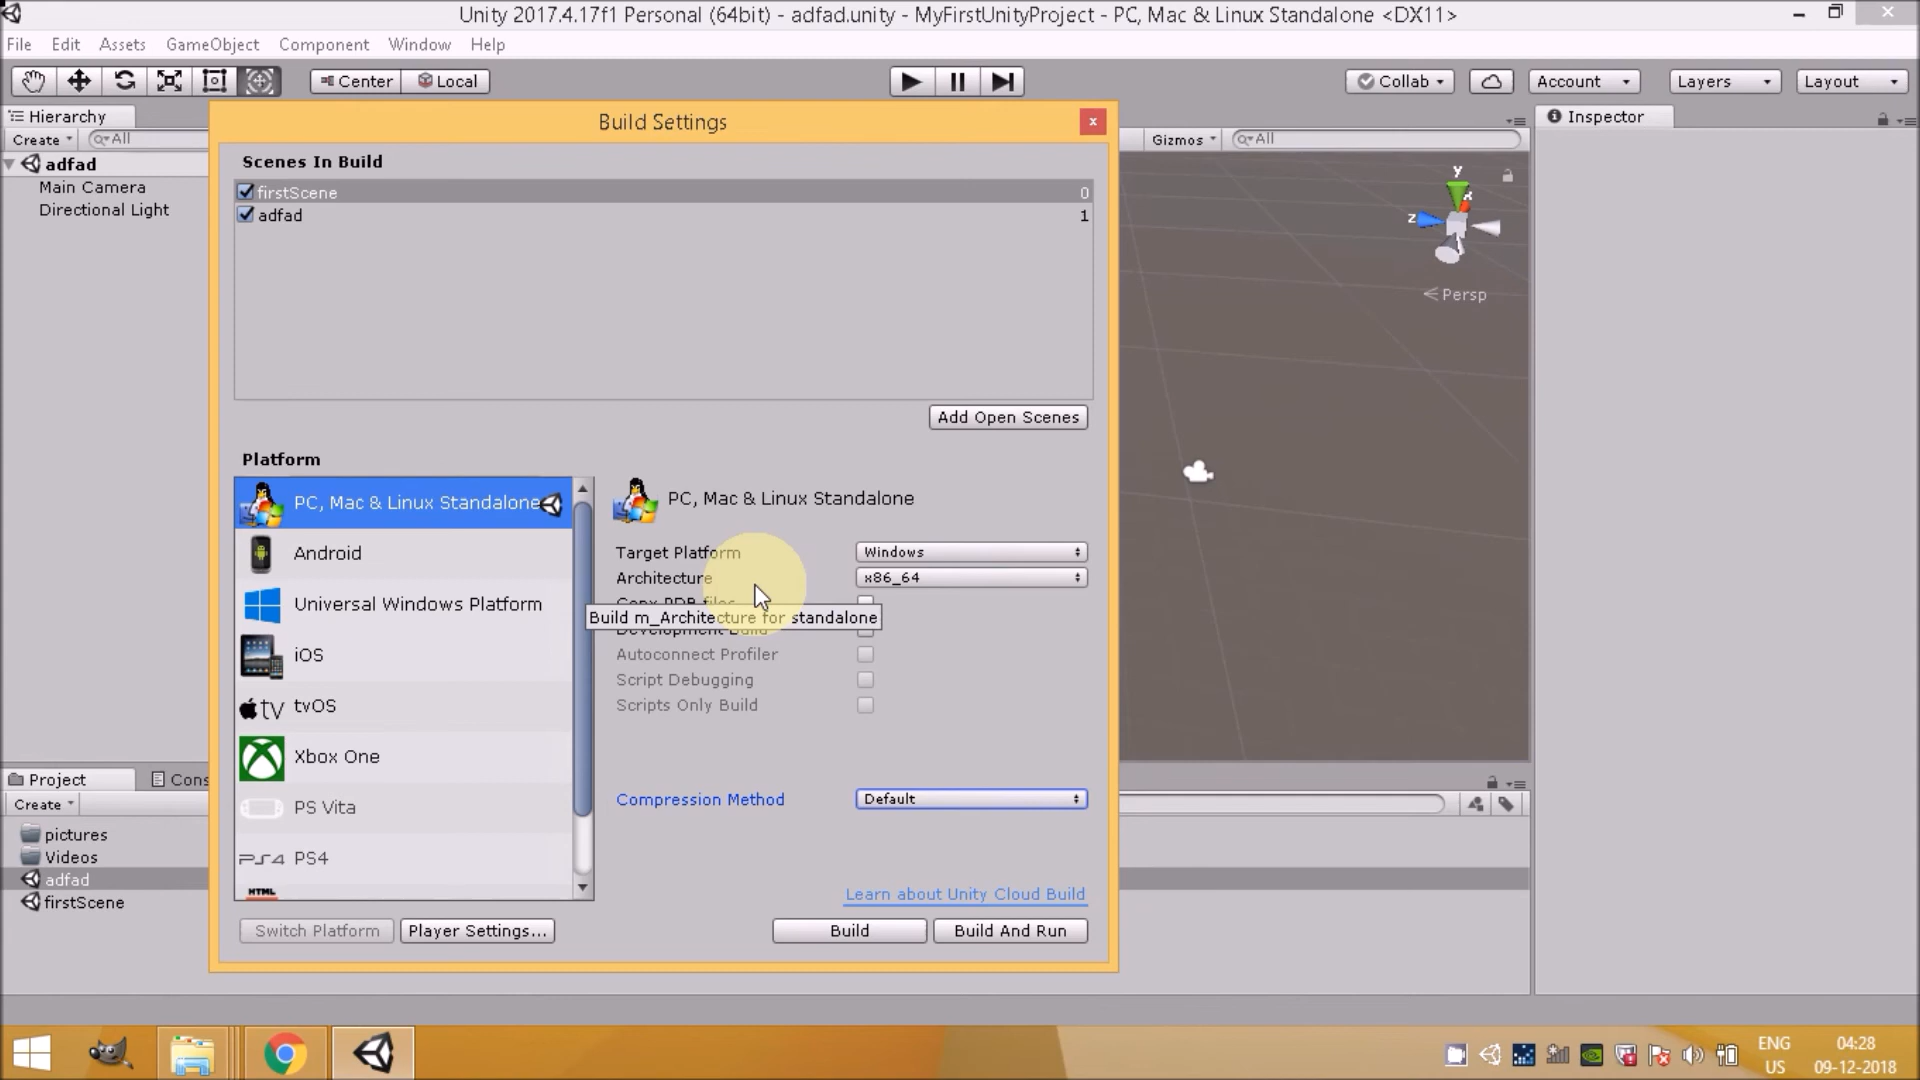 Unity 2017.4.17f1 Personal (64bit) - adfad.unity - MyFirstUnityProject - PC, Mac & Linux Standalone <DX11>
File Edit Assets GameObject Component Window Help
Center Local Collab Account Layers Layout
Hierarchy
Create All
adfad
Main Camera
Directional Light
Build Settings
Scenes In Build
firstScene 0
adfad 1
Add Open Scenes
Platform
PC, Mac & Linux Standalone
Android
Universal Windows Platform
iOS
tv tvOS
Xbox One
PS Vita
PS4 PS4
HTML
PC, Mac & Linux Standalone
Target Platform Windows
Architecture x86_64
Copy PDB files
Build m_Architecture for standalone
Development Build
Autoconnect Profiler
Script Debugging
Scripts Only Build
Compression Method Default
Learn about Unity Cloud Build
Switch Platform Player Settings... Build Build And Run
Gizmos All
y
x
z
Persp
Inspector
Project Cons
Create
pictures
Videos
adfad
firstScene
ENG
US
04:28
09-12-2018